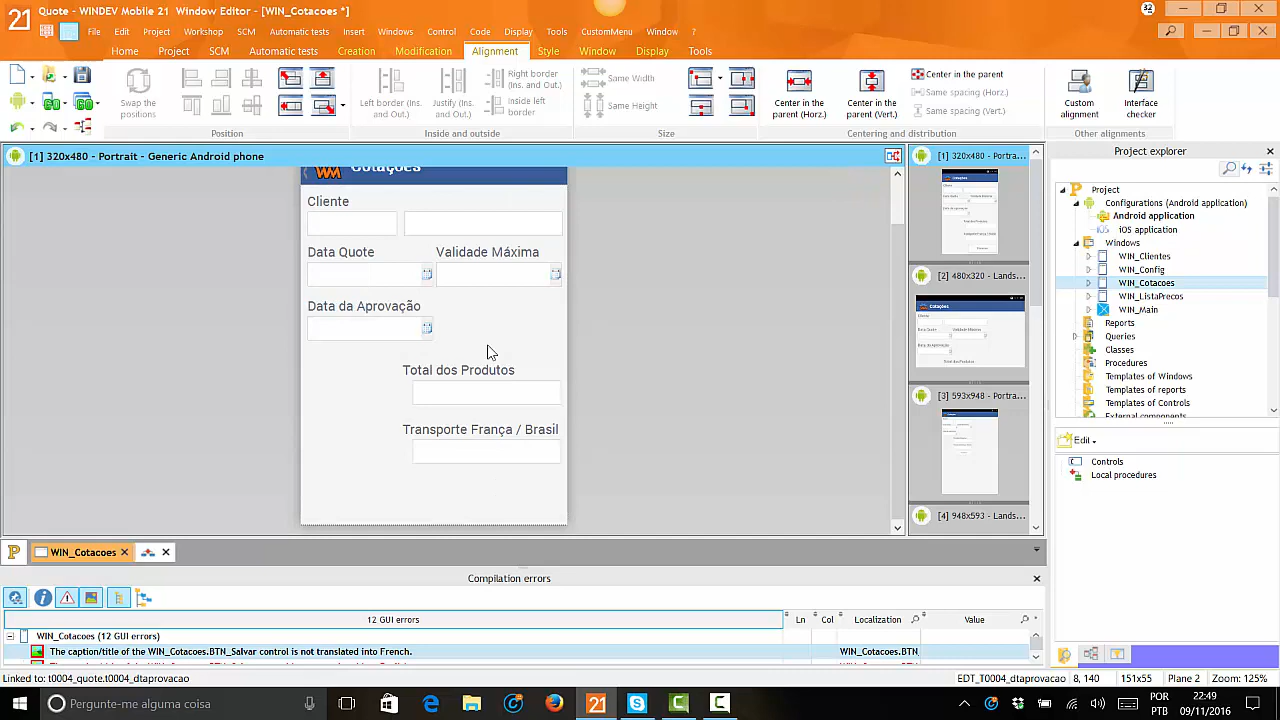 Quote - WINDEV Mobile 21 Window Editor - [WIN_Cotacoes *]
21
32
File Edit Project Workshop SCM Automatic tests Insert Windows Control Code Display Tools CustomMenu Window ?
Home Project SCM Automatic tests Creation Modification Alignment Style Window Display Tools
Swap the positions
Left border (Ins. and Out.)
Justify (Ins. and Out.)
Right border (Ins. and Out.)
Inside left border
Same Width
Same Height
Center in the parent (Horz.)
Center in the parent (Vert.)
Center in the parent
Same spacing (Horz.)
Same spacing (Vert.)
Custom alignment
Interface checker
Position
Inside and outside
Size
Centering and distribution
Other alignments
[1] 320x480 - Portrait - Generic Android phone
WM Cotações
Cliente
Data Quote
Validade Máxima
Data da Aprovação
Total dos Produtos
Transporte França / Brasil
[1] 320x480 - Portra...
[2] 480x320 - Lands...
[3] 593x948 - Portra...
[4] 948x593 - Lands...
Project explorer
Project
Configurations (Android application)
Android application
iOS application
Windows
WIN_Clientes
WIN_Config
WIN_Cotacoes
WIN_ListaPrecos
WIN_Main
Reports
Queries
Classes
Procedures
Templates of Windows
Templates of reports
Templates of Controls
External components
Edit
Controls
Local procedures
WIN_Cotacoes
Compilation errors
12 GUI errors
Ln
Col
Localization
Value
WIN_Cotacoes (12 GUI errors)
The caption/title of the WIN_Cotacoes.BTN_Salvar control is not translated into French.
WIN_Cotacoes.BTN_
Linked to: t0004_quote.t0004_dtaprovacao
EDT_T0004_dtaprovacao
8, 140
151x55
Plane 2
Zoom: 125%
Pergunte-me alguma coisa
21
POR
PTB
22:49
09/11/2016